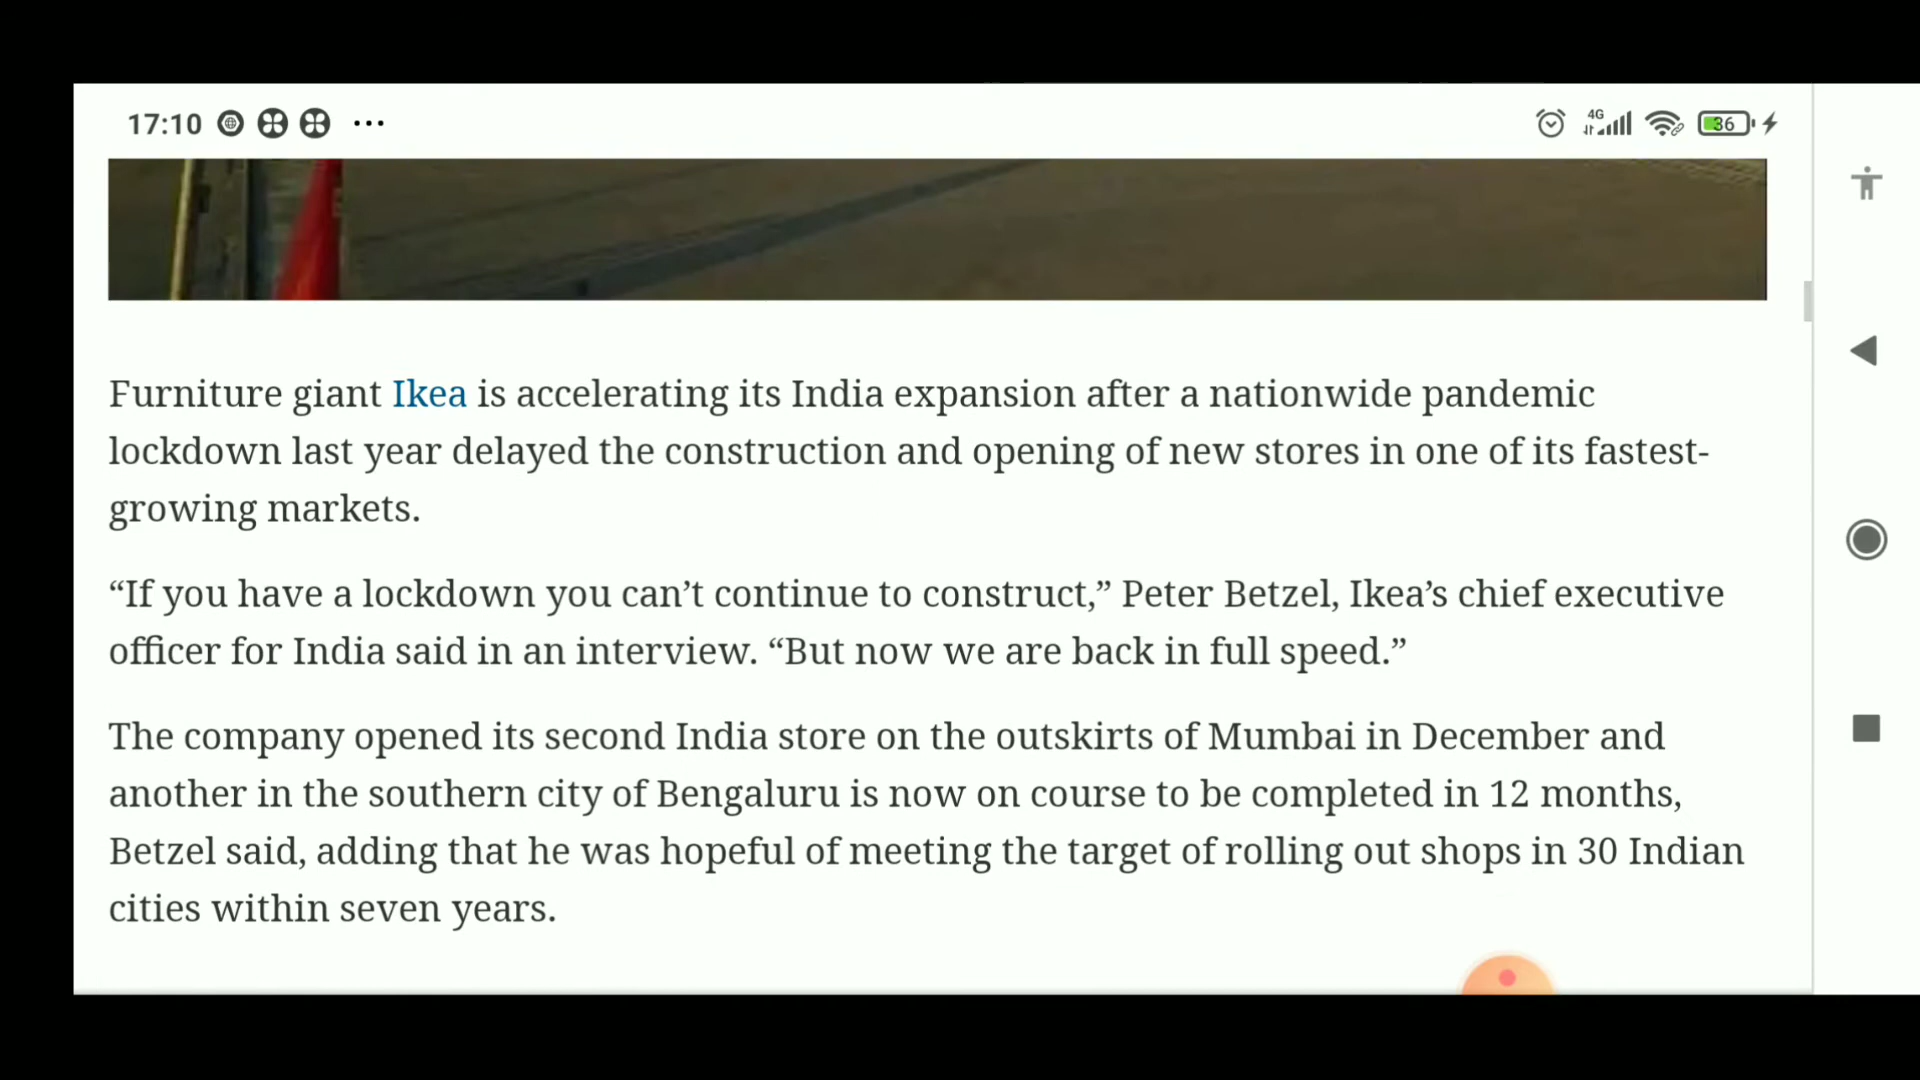 17:10
4G
36
Furniture giant Ikea is accelerating its India expansion after a nationwide pandemic
lockdown last year delayed the construction and opening of new stores in one of its fastest-
growing markets.
“If you have a lockdown you can’t continue to construct,” Peter Betzel, Ikea’s chief executive
officer for India said in an interview. “But now we are back in full speed.”
The company opened its second India store on the outskirts of Mumbai in December and
another in the southern city of Bengaluru is now on course to be completed in 12 months,
Betzel said, adding that he was hopeful of meeting the target of rolling out shops in 30 Indian
cities within seven years.